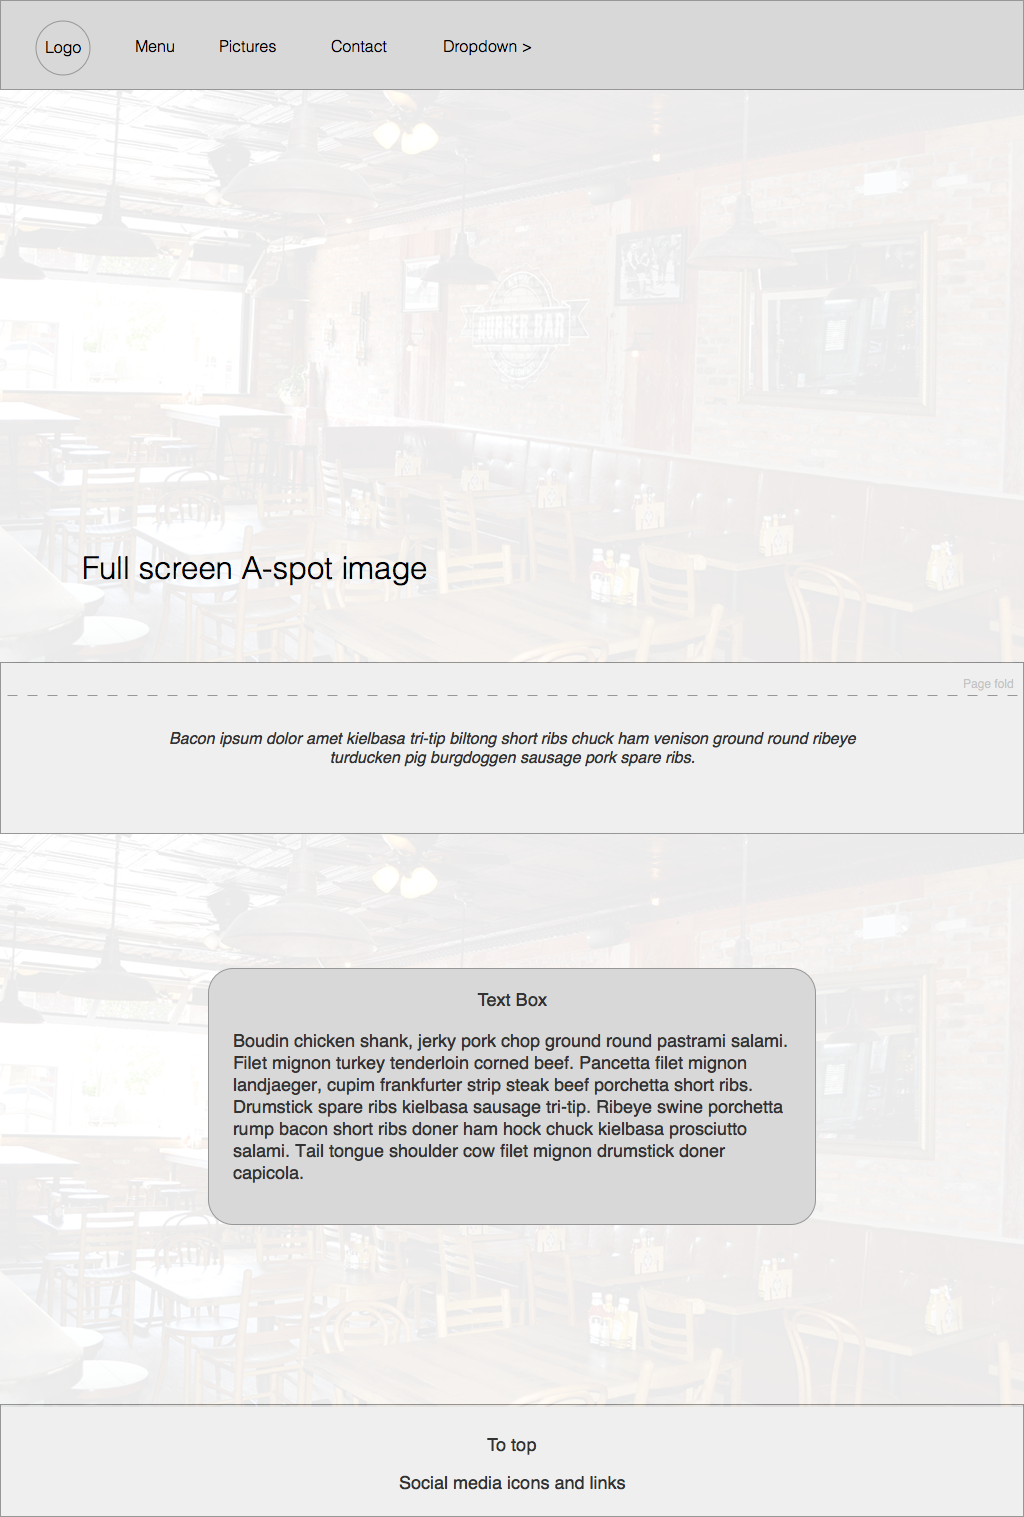 Logo
Menu
Pictures
Contact
Dropdown >
BURGER BAR
Full screen A-spot image
Page fold
Bacon ipsum dolor amet kielbasa tri-tip biltong short ribs chuck ham venison ground round ribeye
turducken pig burgdoggen sausage pork spare ribs.
Text Box
Boudin chicken shank, jerky pork chop ground round pastrami salami.
Filet mignon turkey tenderloin corned beef. Pancetta filet mignon
landjaeger, cupim frankfurter strip steak beef porchetta short ribs.
Drumstick spare ribs kielbasa sausage tri-tip. Ribeye swine porchetta
rump bacon short ribs doner ham hock chuck kielbasa prosciutto
salami. Tail tongue shoulder cow filet mignon drumstick doner
capicola.
To top
Social media icons and links